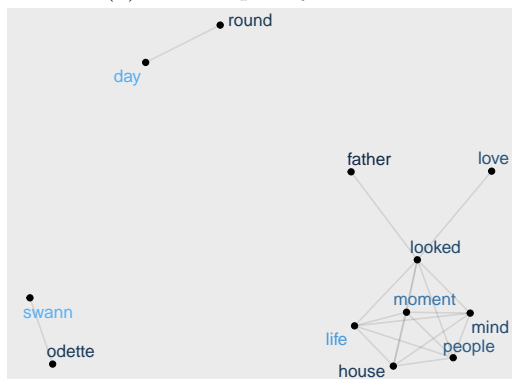 round
day
father
love
looked
moment
swann
mind
life
people
odette
house